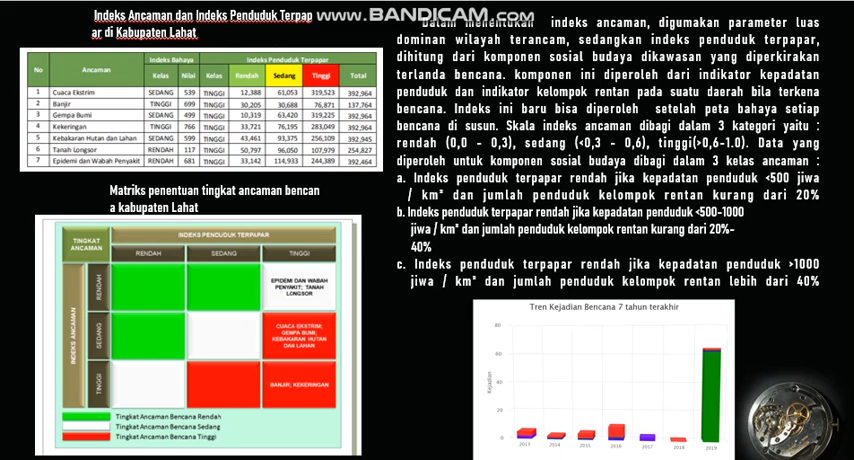 Indeks Ancaman dan Indeks Penduduk Terpap
ar di Kabupaten Lahat
www.BANDICAM.com
No Ancaman Indeks Bahaya Indeks Penduduk Terpapar
Kelas Nilai Kelas Rendah Sedang Tinggi Total
1 Cuaca Ekstrim SEDANG 539 TINGGI 12,388 61,053 319,523 392,964
2 Banjir TINGGI 699 TINGGI 30,205 30,688 76,871 137,764
3 Gempa Bumi SEDANG 499 TINGGI 10,319 63,420 319,225 392,964
4 Kekeringan TINGGI 766 TINGGI 33,721 76,195 283,049 392,964
5 Kebakaran Hutan dan Lahan SEDANG 599 TINGGI 43,461 93,375 256,109 392,945
6 Tanah Longsor RENDAH 117 TINGGI 50,797 96,050 107,979 254,827
7 Epidemi dan Wabah Penyakit RENDAH 681 TINGGI 33,142 114,933 244,389 392,464
Matriks penentuan tingkat ancaman bencan
a kabupaten Lahat
TINGKAT
ANCAMAN
INDEKS PENDUDUK TERPAPAR
RENDAH SEDANG TINGGI
INDEKS ANCAMAN
RENDAH
EPIDEMI DAN WABAH
PENYAKIT; TANAH
LONGSOR
SEDANG
CUACA EKSTRIM;
GEMPA BUMI;
KEBAKARAN HUTAN
DAN LAHAN
TINGGI
BANJIR; KEKERINGAN
Tingkat Ancaman Bencana Rendah
Tingkat Ancaman Bencana Sedang
Tingkat Ancaman Bencana Tinggi
Dalam menentukan indeks ancaman, digumakan parameter luas
dominan wilayah terancam, sedangkan indeks penduduk terpapar,
dihitung dari komponen sosial budaya dikawasan yang diperkirakan
terlanda bencana. komponen ini diperoleh dari indikator kepadatan
penduduk dan indikator kelompok rentan pada suatu daerah bila terkena
bencana. Indeks ini baru bisa diperoleh setelah peta bahaya setiap
bencana di susun. Skala indeks ancaman dibagi dalam 3 kategori yaitu :
rendah (0,0 - 0,3), sedang (<0,3 - 0,6), tinggi(>0,6-1.0). Data yang
diperoleh untuk komponen sosial budaya dibagi dalam 3 kelas ancaman :
a. Indeks penduduk terpapar rendah jika kepadatan penduduk <500 jiwa
/ km² dan jumlah penduduk kelompok rentan kurang dari 20%
b. Indeks penduduk terpapar rendah jika kepadatan penduduk <500-1000
jiwa / km² dan jumlah penduduk kelompok rentan kurang dari 20%-
40%
c. Indeks penduduk terpapar rendah jika kepadatan penduduk >1000
jiwa / km² dan jumlah penduduk kelompok rentan lebih dari 40%
Tren Kejadian Bencana 7 tahun terakhir
Kejadian
80
60
40
20
0
2013 2014 2015 2016 2017 2018 2019